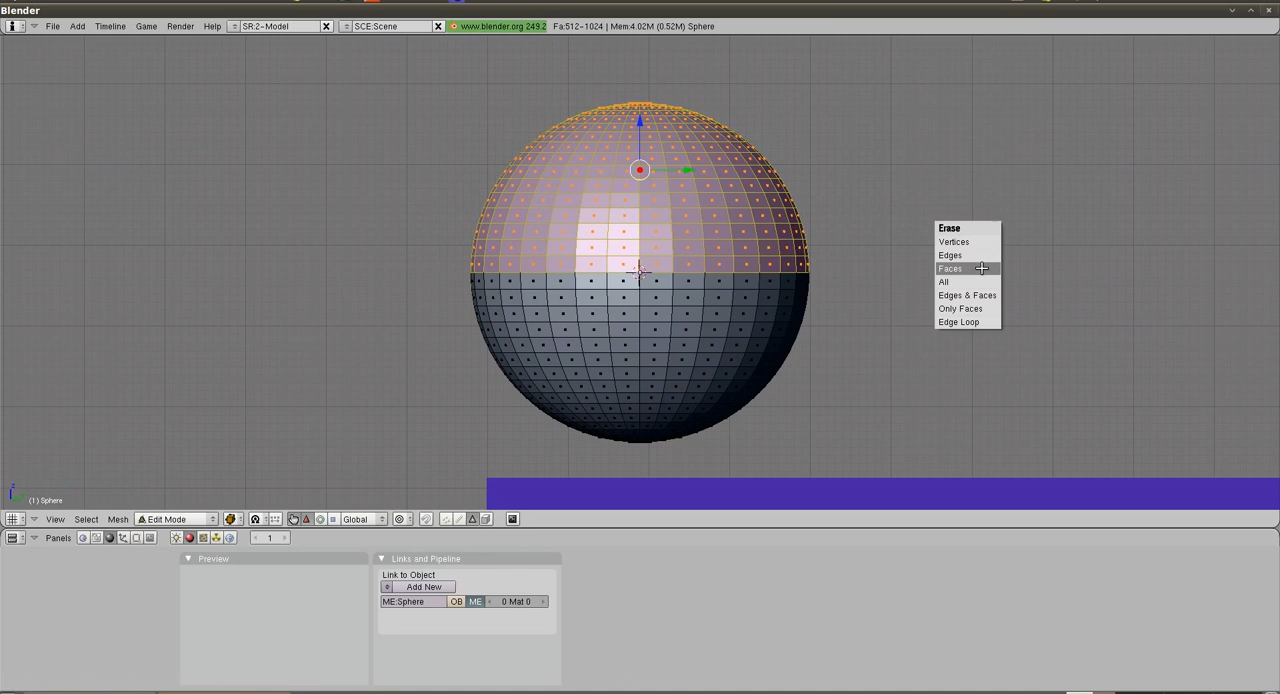 Blender
File Add Timeline Game Render Help SR:2-Model SCE:Scene www.blender.org 249.2 Fa:512-1024 | Mem:4.02M (0.52M) Sphere
Erase
Vertices
Edges
Faces
All
Edges & Faces
Only Faces
Edge Loop
(1) Sphere
View Select Mesh Edit Mode Global
Panels 1
Preview Links and Pipeline
Link to Object
Add New
ME:Sphere OB ME 0 Mat 0